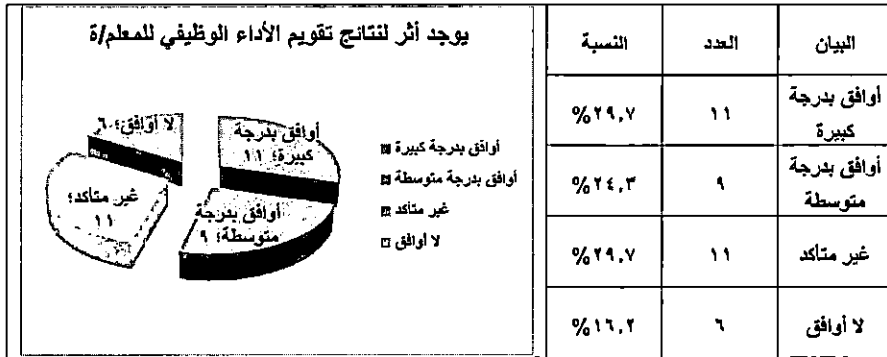 يوجد أثر لنتائج تقويم الأداء الوظيفي للمعلم/ة
لا أوافق؛ ٦
أوافق بدرجة
كبيرة؛ ١١
غير متأكد؛
١١
أوافق بدرجة
متوسطة؛ ٩
أوافق بدرجة كبيرة
أوافق بدرجة متوسطة
غير متأكد
لا أوافق
البيان العدد النسبة
أوافق بدرجة
كبيرة
١١ %٢٩,٧
أوافق بدرجة
متوسطة
٩ %٢٤,٣
غير متاكد ١١ %٢٩,٧
لا أوافق ٦ %١٦,٢